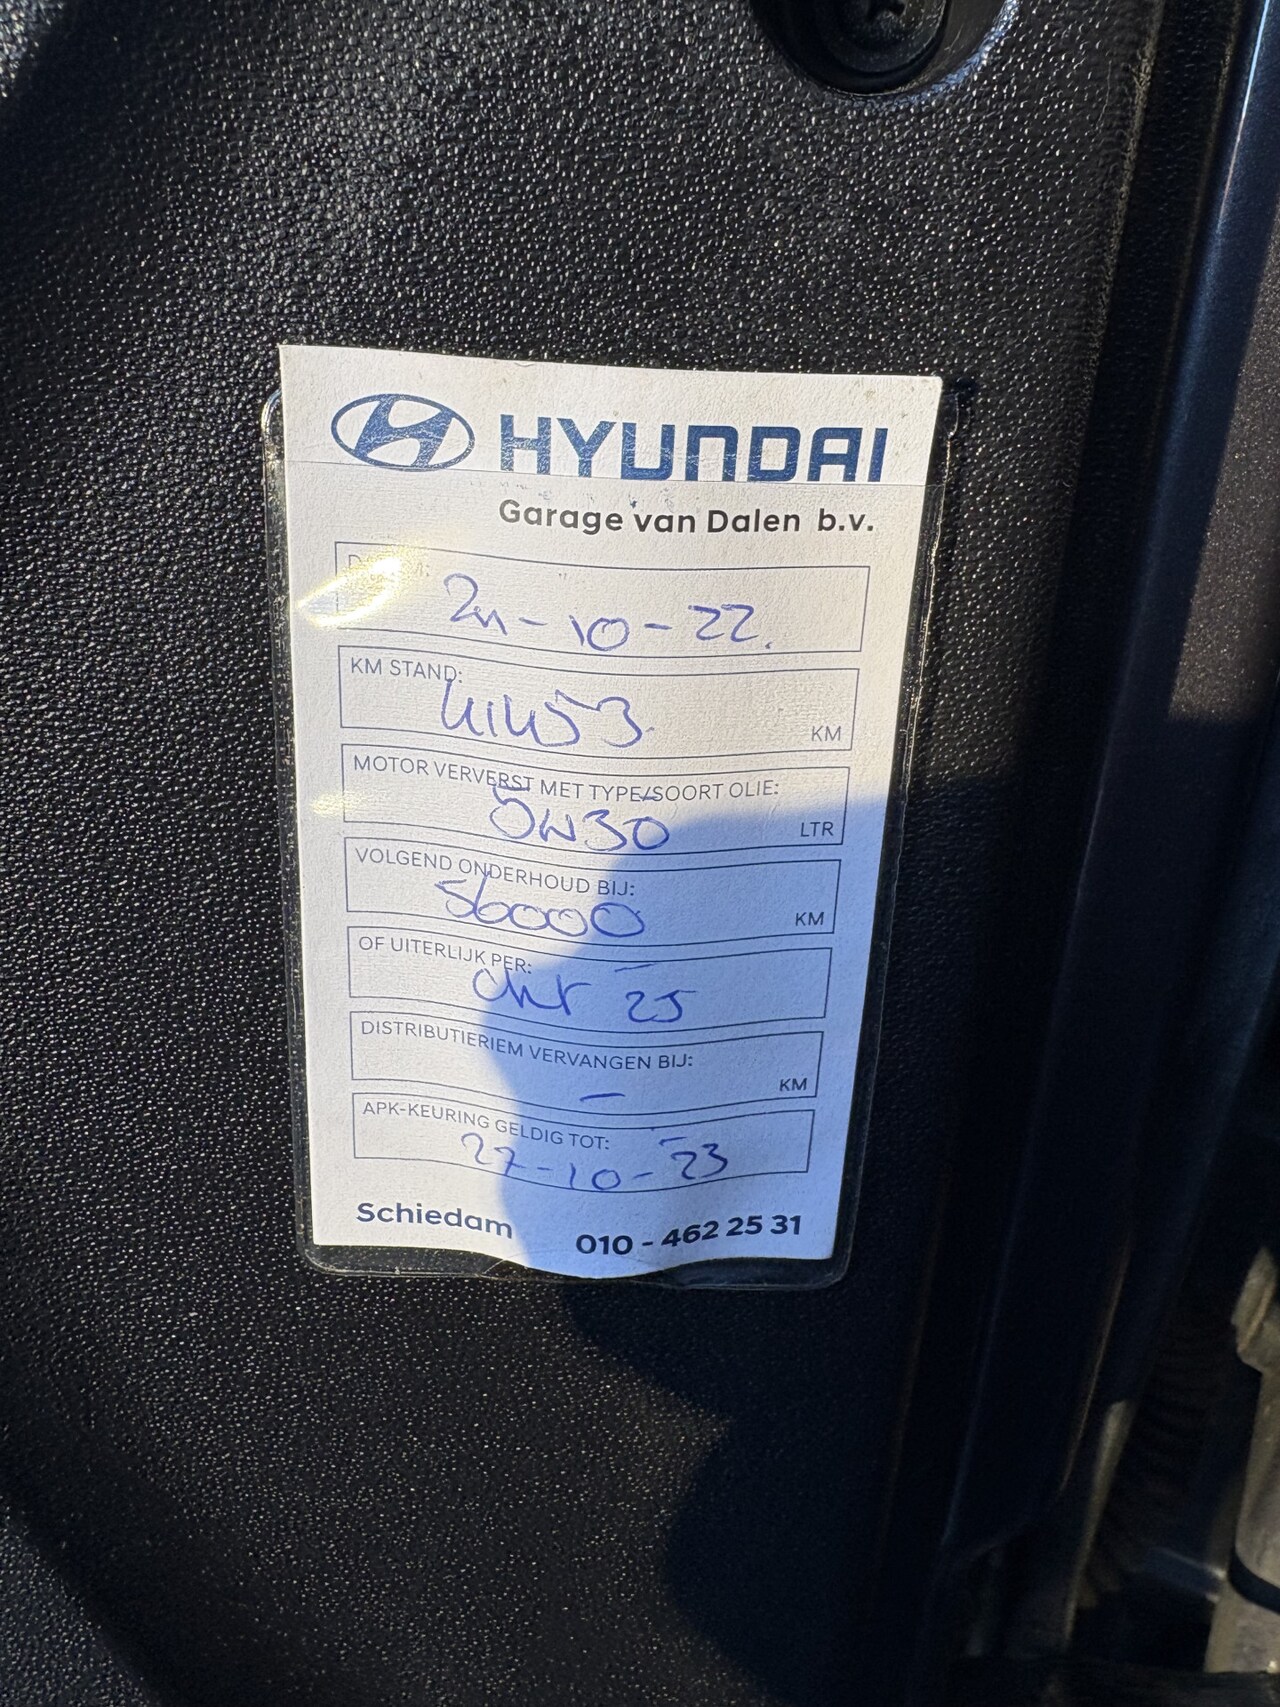 HYUNDAI
Garage van Dalen b.v.
DATUM:
24-10-22.
KM STAND:
41453.
KM
MOTOR VERVERST MET TYPE/SOORT OLIE:
5W30
LTR
VOLGEND ONDERHOUD BIJ:
56000
KM
OF UITERLIJK PER:
25
DISTRIBUTIERIEM VERVANGEN BIJ:
-
KM
APK-KEURING GELDIG TOT:
27-10-23
Schiedam
010 - 462 25 31